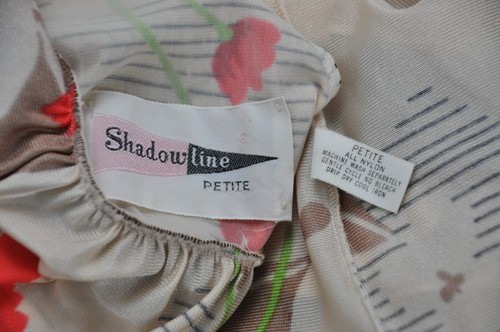 Shadowline
PETITE
PETITE
ALL NYLON
MACHINE WASH SEPARATELY
GENTLE CYCLE NO BLEACH
DRIP DRY COOL IRON